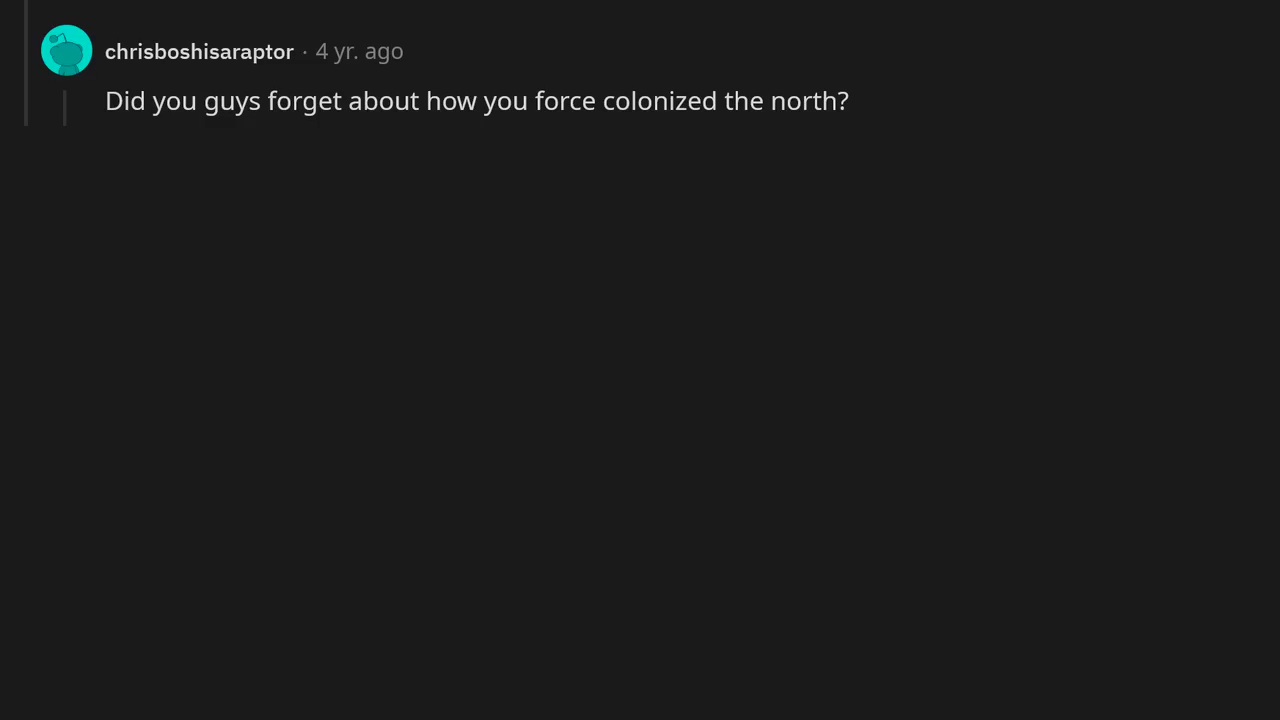 chrisboshisaraptor · 4 yr. ago
Did you guys forget about how you force colonized the north?